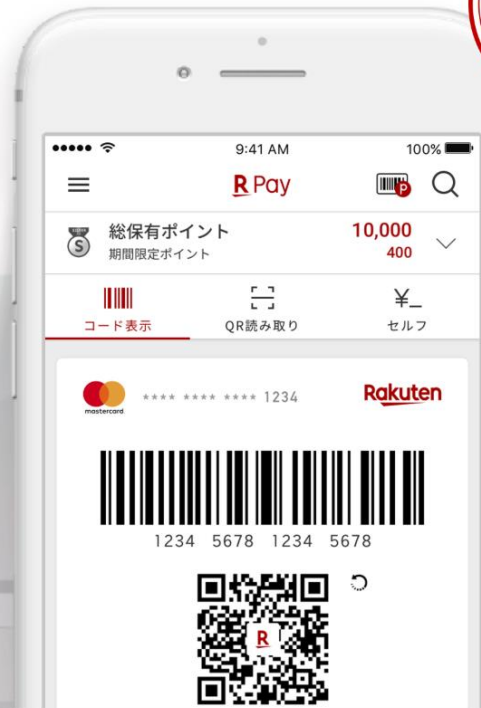 9:41 AM 100%
R Pay P
S 総保有ポイント 10,000
期間限定ポイント 400
コード表示 QR読み取り ¥_ セルフ
mastercard **** **** **** 1234 Rakuten
1234 5678 1234 5678
R